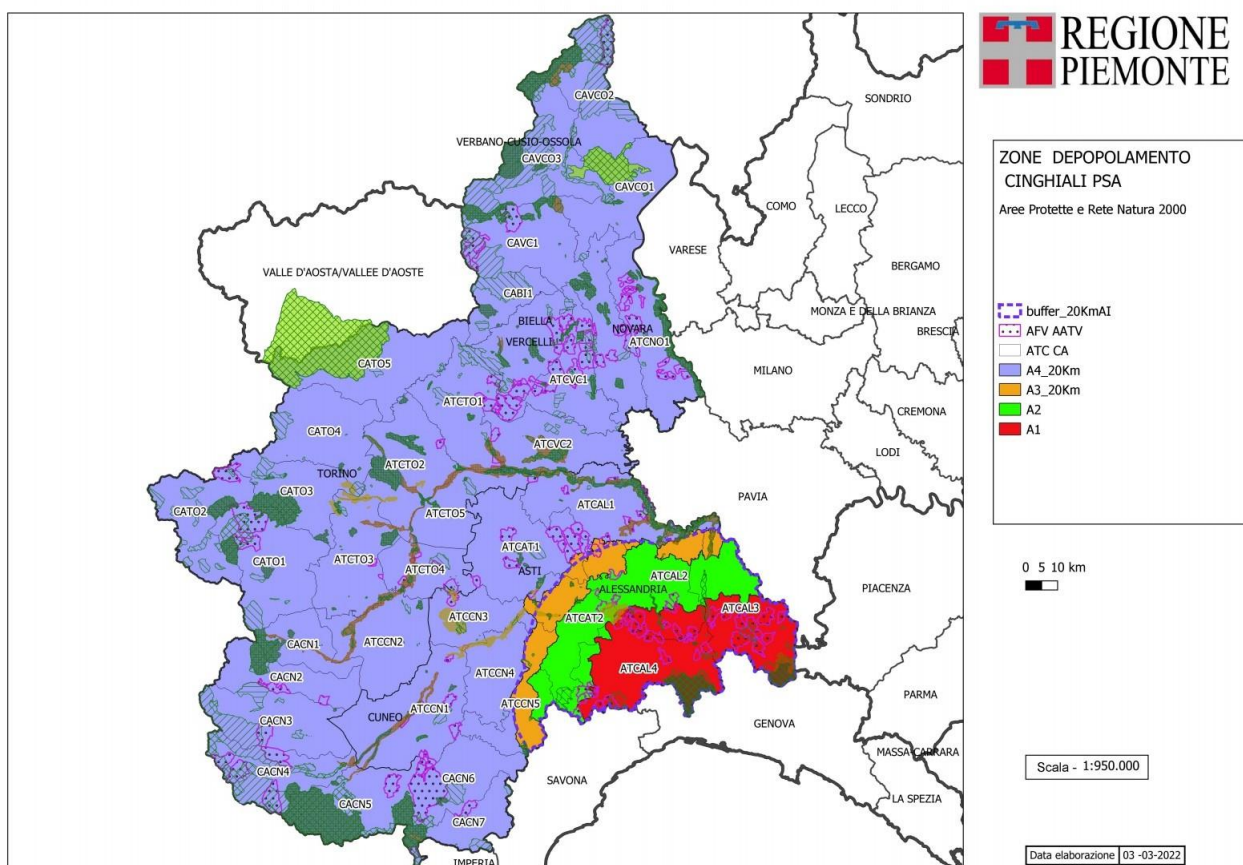 REGIONE
PIEMONTE
ZONE DEPOPOLAMENTO
CINGHIALI PSA
Aree Protette e Rete Natura 2000
buffer_20KmAI
AFV AATV
ATC CA
A4_20Km
A3_20Km
A2
A1
0 5 10 km
Scala - 1:950.000
Data elaborazione 03 -03-2022
CAVCO2
SONDRIO
VERBANO-CUSIO-OSSOLA
CAVCO3
CAVCO1
COMO
LECCO
CAVC1
VARESE
BERGAMO
VALLE D'AOSTA/VALLEE D'AOSTE
CABI1
MONZA E DELLA BRIANZA
BIELLA
NOVARA
BRESCIA
VERCELLI
ATCNO1
CATO5
MILANO
ATCVC1
ATCTO1
CREMONA
CATO4
ATCVC2
LODI
ATCTO2
TORINO
CATO3
PAVIA
CATO2
ATCTO5
ATCAL1
ATCAT1
CATO1
ATCTO3
ATCTO4
ASTI
ATCAL2
PIACENZA
ALESSANDRIA
ATCAL3
ATCCN3
ATCAT2
CACN1
ATCCN2
ATCAL4
CACN2
ATCCN4
PARMA
ATCCN5
ATCCN1
CUNEO
CACN3
GENOVA
MASSA-CARRARA
CACN4
CACN6
SAVONA
CACN5
LA SPEZIA
CACN7
IMPERIA